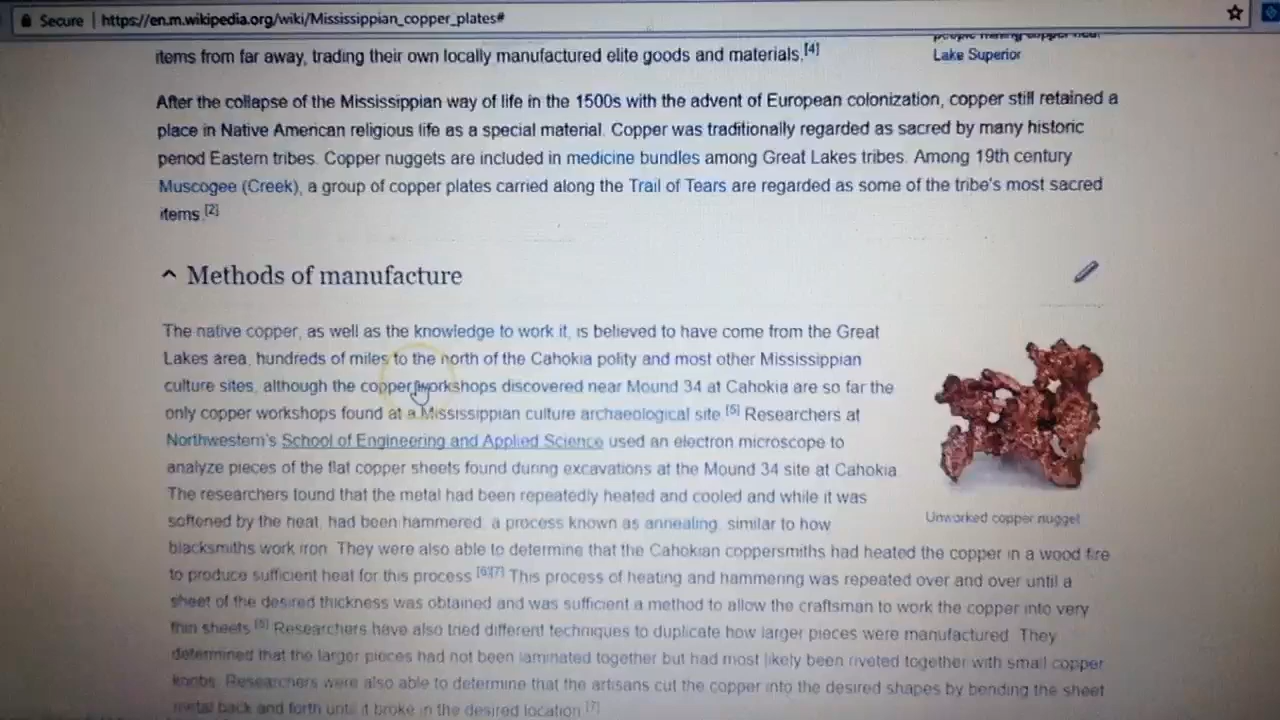 Secure https://en.m.wikipedia.org/wiki/Mississippian_copper_plates#
items from far away, trading their own locally manufactured elite goods and materials.[4]
people mining copper near
Lake Superior
After the collapse of the Mississippian way of life in the 1500s with the advent of European colonization, copper still retained a
place in Native American religious life as a special material. Copper was traditionally regarded as sacred by many historic
period Eastern tribes. Copper nuggets are included in medicine bundles among Great Lakes tribes. Among 19th century
Muscogee (Creek), a group of copper plates carried along the Trail of Tears are regarded as some of the tribe's most sacred
items.[2]
Methods of manufacture
The native copper, as well as the knowledge to work it, is believed to have come from the Great
Lakes area, hundreds of miles to the north of the Cahokia polity and most other Mississippian
culture sites, although the copper workshops discovered near Mound 34 at Cahokia are so far the
only copper workshops found at a Mississippian culture archaeological site.[5] Researchers at
Northwestern's School of Engineering and Applied Science used an electron microscope to
analyze pieces of the flat copper sheets found during excavations at the Mound 34 site at Cahokia.
The researchers found that the metal had been repeatedly heated and cooled and while it was
softened by the heat, had been hammered, a process known as annealing, similar to how
blacksmiths work iron. They were also able to determine that the Cahokian coppersmiths had heated the copper in a wood fire
to produce sufficient heat for this process.[6][7] This process of heating and hammering was repeated over and over until a
sheet of the desired thickness was obtained and was sufficient a method to allow the craftsman to work the copper into very
thin sheets.[5] Researchers have also tried different techniques to duplicate how larger pieces were manufactured. They
determined that the larger pieces had not been laminated together but had most likely been riveted together with small copper
knobs. Researchers were also able to determine that the artisans cut the copper into the desired shapes by bending the sheet
metal back and forth until it broke in the desired location.[7]
Unworked copper nugget